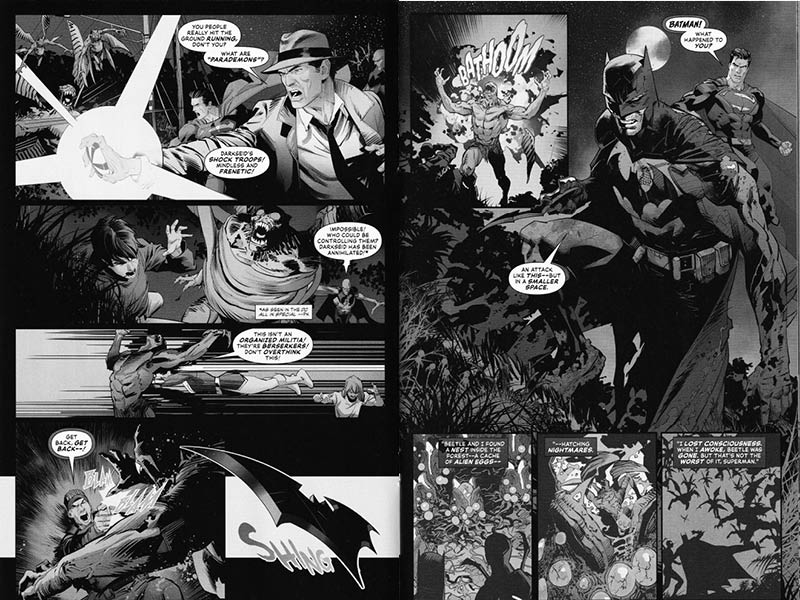 YOU PEOPLE
REALLY HIT THE
GROUND RUNNING,
DON'T YOU?
WHAT ARE
"PARADEMONS"?
DARKSEID'S
SHOCK TROOPS!
MINDLESS AND
FRENETIC!
IMPOSSIBLE!
WHO COULD BE
CONTROLLING THEM?
DARKSEID HAS BEEN
ANNIHILATED!*
*AS SEEN IN THE DC
ALL IN SPECIAL
THIS ISN'T AN
ORGANIZED MILITIA!
THEY'RE BERSERKERS!
DON'T OVERTHINK
THIS!
GET
BACK, GET
BACK--!
BLAM
SHING
BATHOOM
BATMAN!
WHAT
HAPPENED TO
YOU?
AN ATTACK
LIKE THIS--BUT
IN A SMALLER
SPACE.
"BEETLE AND I FOUND
A NEST INSIDE THE
FOREST--A CACHE
OF ALIEN EGGS--
"--HATCHING
NIGHTMARES.
"I LOST CONSCIOUSNESS.
WHEN I AWOKE, BEETLE WAS
GONE. BUT THAT'S NOT THE
WORST OF IT, SUPERMAN."